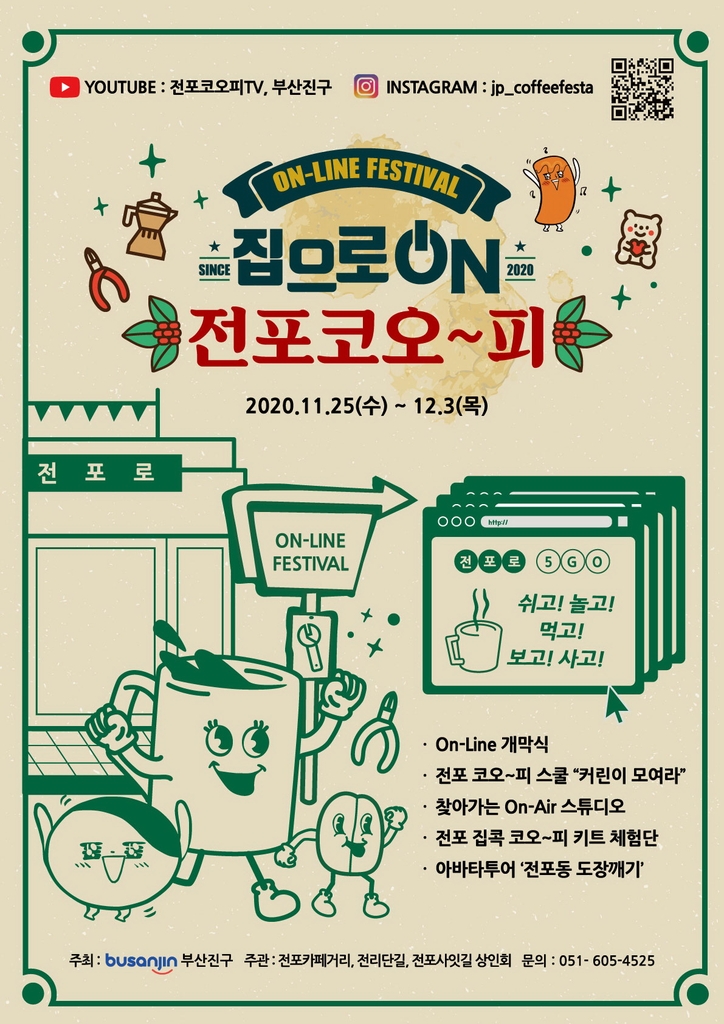 YOUTUBE : 전포코오피TV, 부산진구
INSTAGRAM : jp_coffeefesta
ON-LINE FESTIVAL
SINCE 집으로 ON 2020
전포코오~피
2020.11.25(수) ~ 12.3(목)
전 포 로
ON-LINE
FESTIVAL
http://
전포로 5GO
쉬고! 놀고!
먹고!
보고! 사고!
· On-Line 개막식
· 전포 코오~피 스쿨 “커린이 모여라”
· 찾아가는 On-Air 스튜디오
· 전포 집콕 코오~피 키트 체험단
· 아바타투어 ‘전포동 도장깨기’
주최 : busanjin 부산진구 주관 : 전포카페거리, 전리단길, 전포사잇길 상인회 문의 : 051- 605-4525